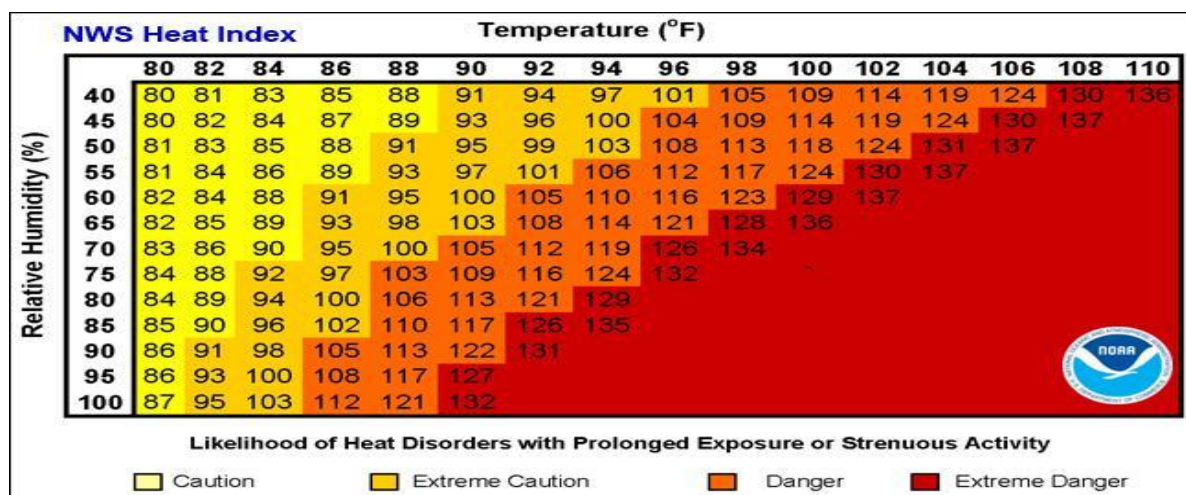 NWS Heat Index Temperature (°F)
80 82 84 86 88 90 92 94 96 98 100 102 104 106 108 110
Relative Humidity (%)
40 80 81 83 85 88 91 94 97 101 105 109 114 119 124 130 136
45 80 82 84 87 89 93 96 100 104 109 114 119 124 130 137
50 81 83 85 88 91 95 99 103 108 113 118 124 131 137
55 81 84 86 89 93 97 101 106 112 117 124 130 137
60 82 84 88 91 95 100 105 110 116 123 129 137
65 82 85 89 93 98 103 108 114 121 128 136
70 83 86 90 95 100 105 112 119 126 134
75 84 88 92 97 103 109 116 124 132
80 84 89 94 100 106 113 121 129
85 85 90 96 102 110 117 126 135
90 86 91 98 105 113 122 131
95 86 93 100 108 117 127
100 87 95 103 112 121 132
NOAA
Likelihood of Heat Disorders with Prolonged Exposure or Strenuous Activity
Caution Extreme Caution Danger Extreme Danger